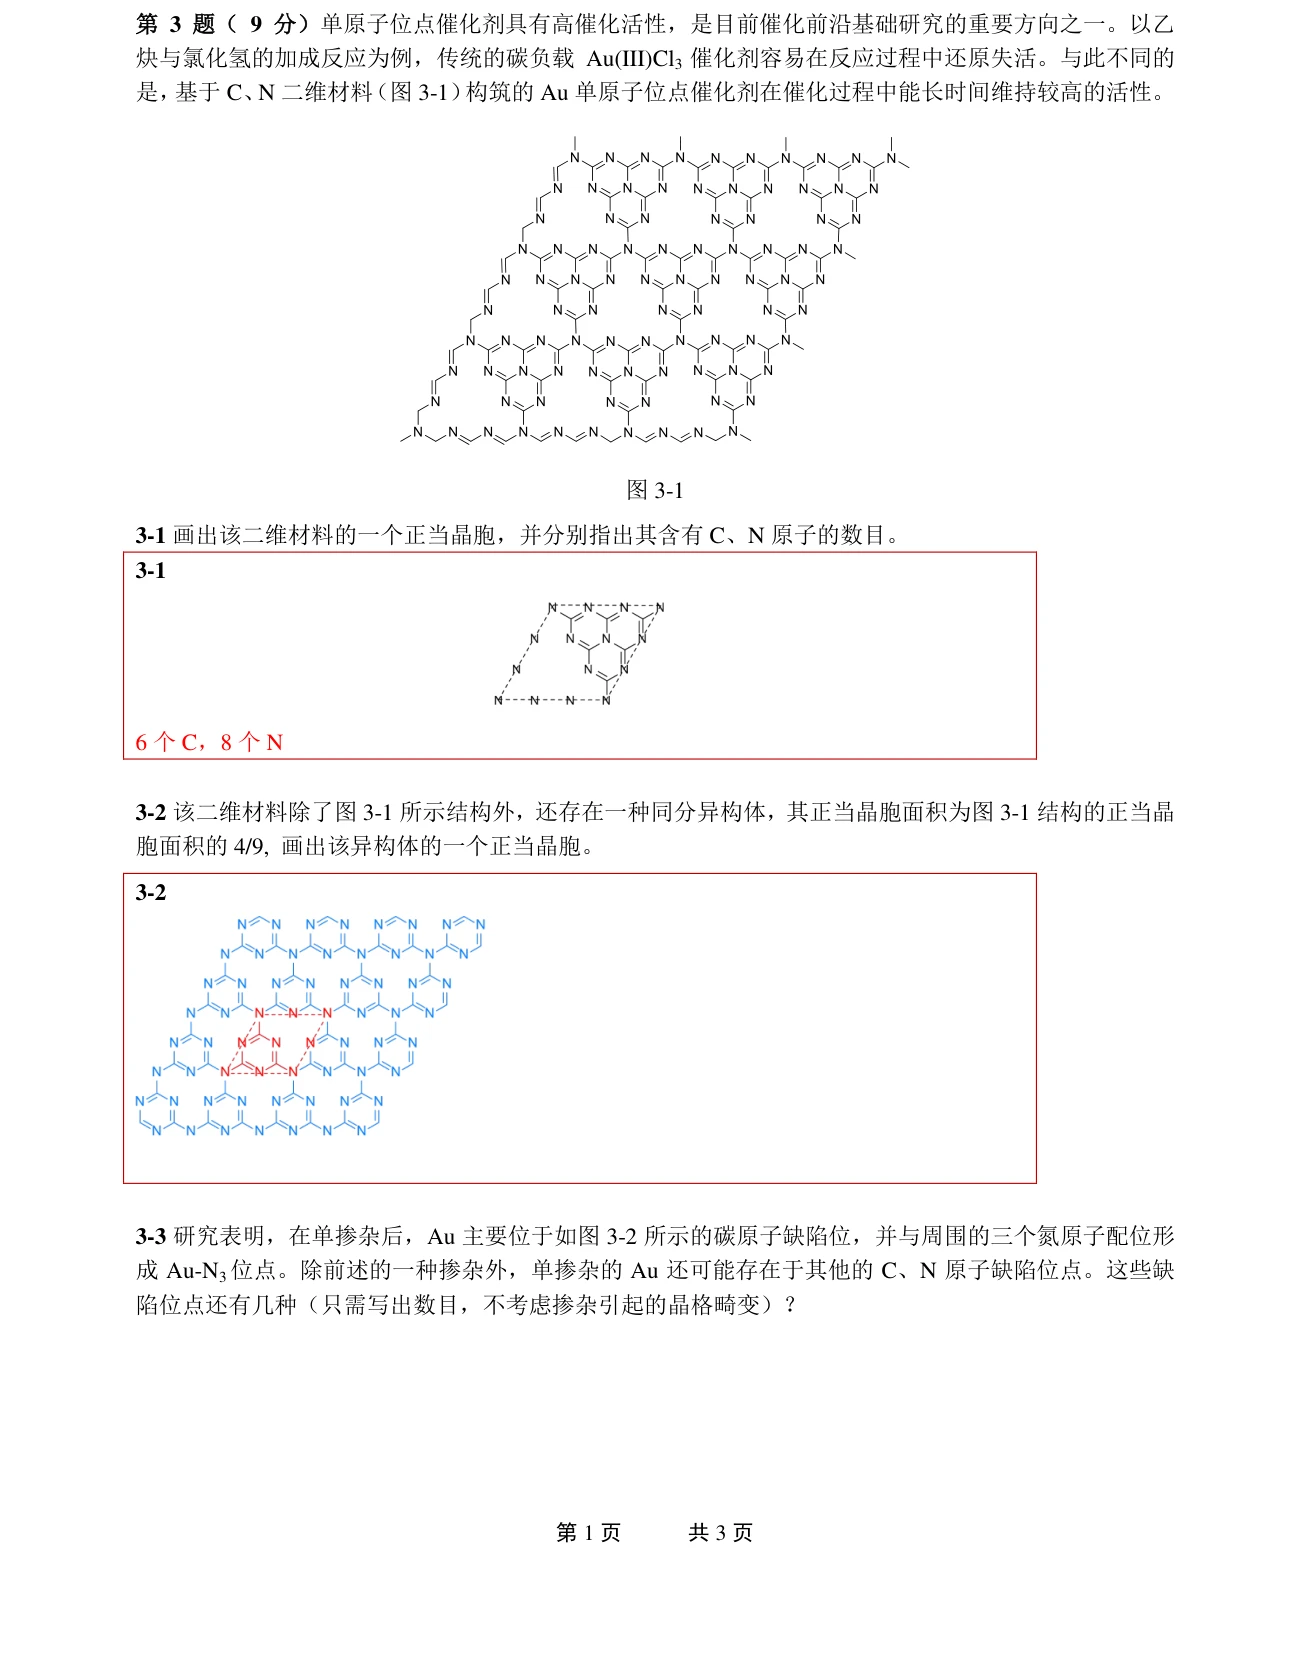 第 3 题（ 9 分）单原子位点催化剂具有高催化活性，是目前催化前沿基础研究的重要方向之一。以乙
炔与氯化氢的加成反应为例，传统的碳负载 Au(III)Cl₃ 催化剂容易在反应过程中还原失活。与此不同的
是，基于 C、N 二维材料（图 3-1）构筑的 Au 单原子位点催化剂在催化过程中能长时间维持较高的活性。
图 3-1
3-1 画出该二维材料的一个正当晶胞，并分别指出其含有 C、N 原子的数目。
3-1
6 个 C，8 个 N
3-2 该二维材料除了图 3-1 所示结构外，还存在一种同分异构体，其正当晶胞面积为图 3-1 结构的正当晶
胞面积的 4/9, 画出该异构体的一个正当晶胞。
3-2
3-3 研究表明，在单掺杂后，Au 主要位于如图 3-2 所示的碳原子缺陷位，并与周围的三个氮原子配位形
成 Au-N₃ 位点。除前述的一种掺杂外，单掺杂的 Au 还可能存在于其他的 C、N 原子缺陷位点。这些缺
陷位点还有几种（只需写出数目，不考虑掺杂引起的晶格畸变）？
第 1 页 共 3 页